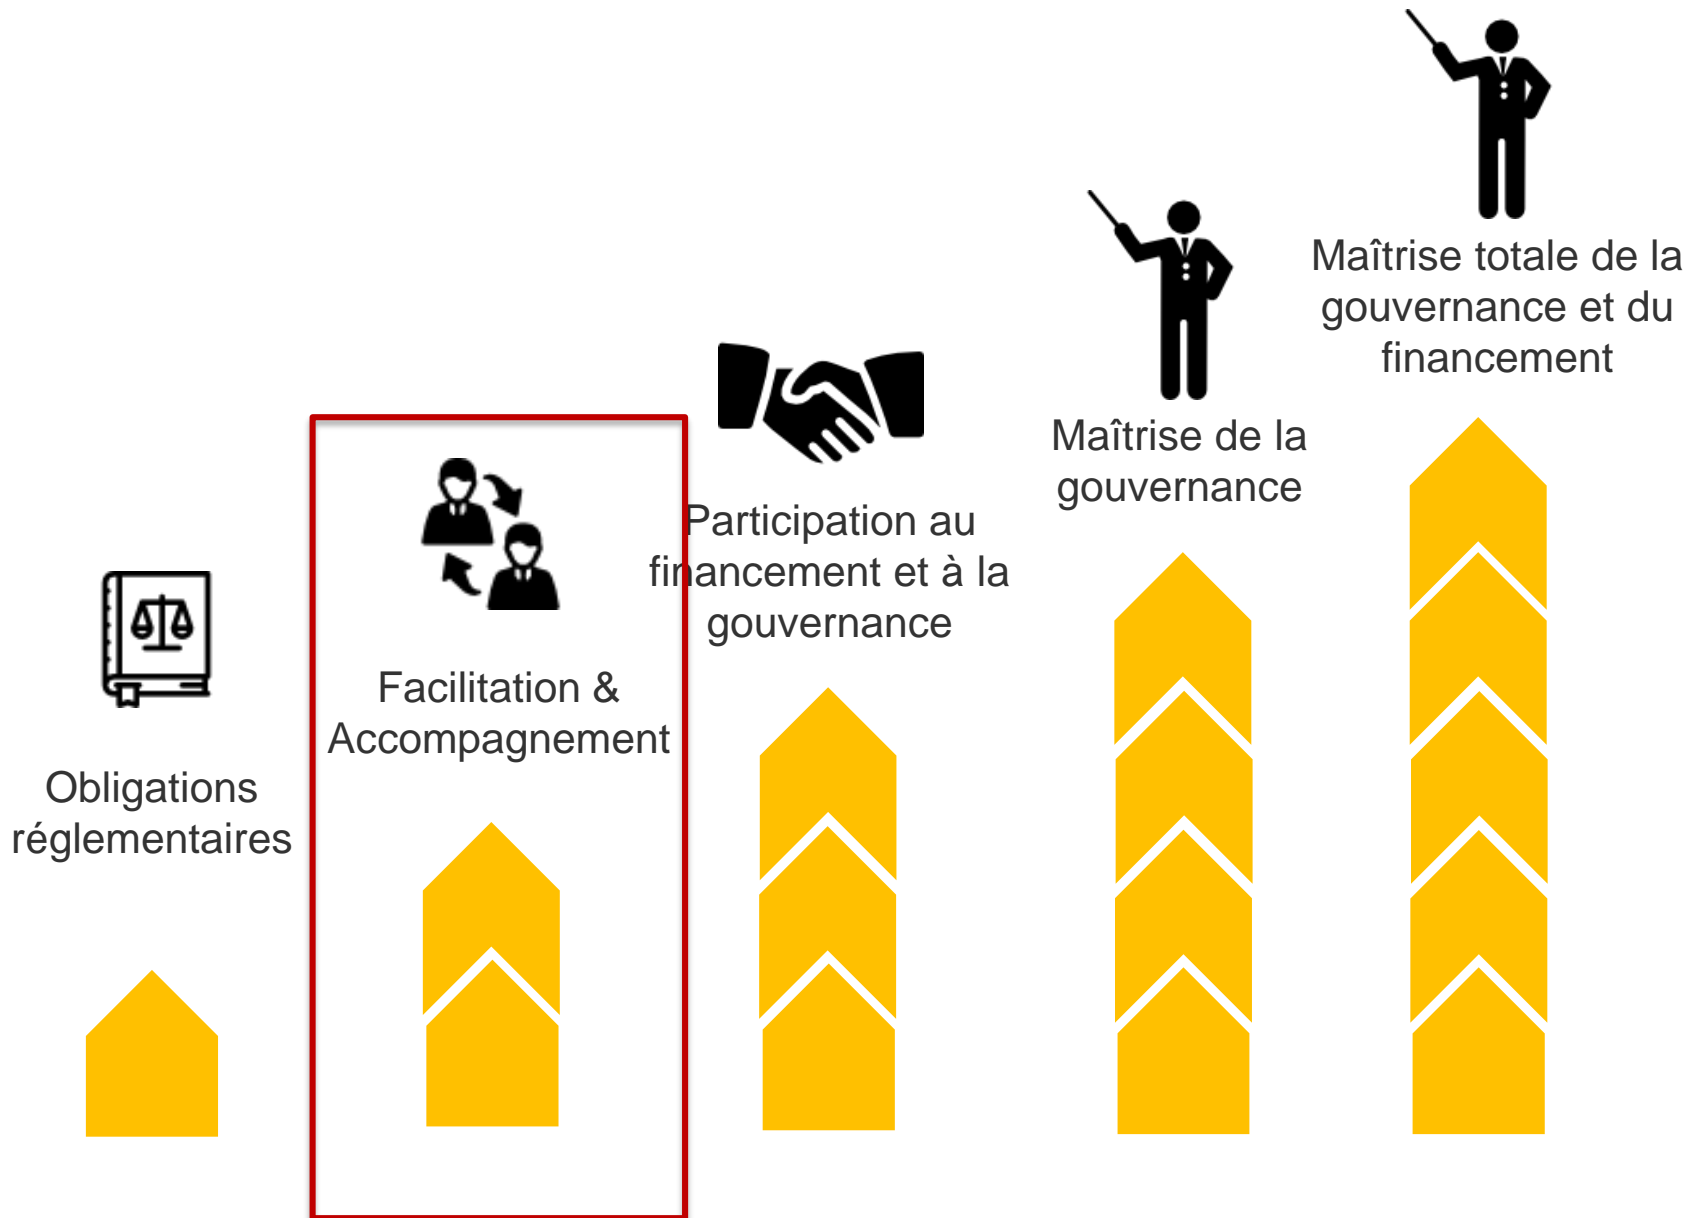 Obligations
réglementaires
Facilitation &
Accompagnement
Participation au
financement et à la
gouvernance
Maîtrise de la
gouvernance
Maîtrise totale de la
gouvernance et du
financement